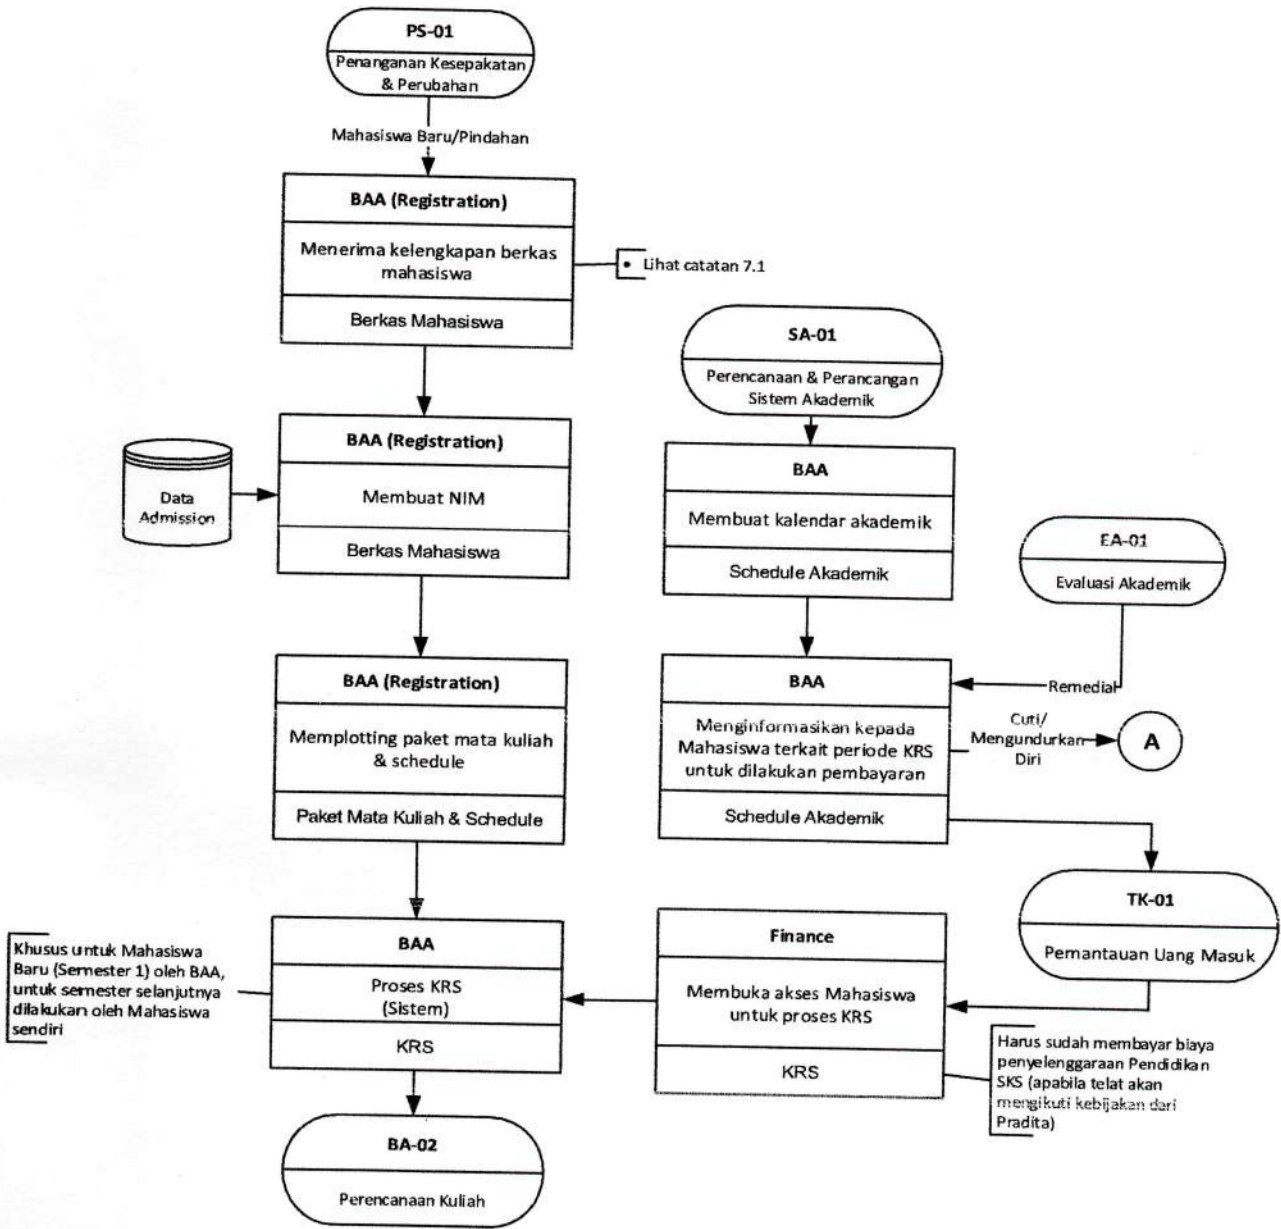 PS-01
Penanganan Kesepakatan
& Perubahan
Mahasiswa Baru/Pindahan
BAA (Registration)
Menerima kelengkapan berkas
mahasiswa
Berkas Mahasiswa
• Lihat catatan 7.1
SA-01
Perencanaan & Perancangan
Sistem Akademik
BAA (Registration)
Membuat NIM
Berkas Mahasiswa
Data
Admission
BAA
Membuat kalendar akademik
Schedule Akademik
EA-01
Evaluasi Akademik
BAA (Registration)
Memplotting paket mata kuliah
& schedule
Paket Mata Kuliah & Schedule
BAA
Menginformasikan kepada
Mahasiswa terkait periode KRS
untuk dilakukan pembayaran
Schedule Akademik
Remedial
Cuti/
Mengundurkan
Diri
A
TK-01
Pemantauan Uang Masuk
Khusus untuk Mahasiswa
Baru (Semester 1) oleh BAA,
untuk semester selanjutnya
dilakukan oleh Mahasiswa
sendiri
BAA
Proses KRS
(Sistem)
KRS
Finance
Membuka akses Mahasiswa
untuk proses KRS
KRS
Harus sudah membayar biaya
penyelenggaraan Pendidikan
SKS (apabila telat akan
mengikuti kebijakan dari
Pradita)
BA-02
Perencanaan Kuliah